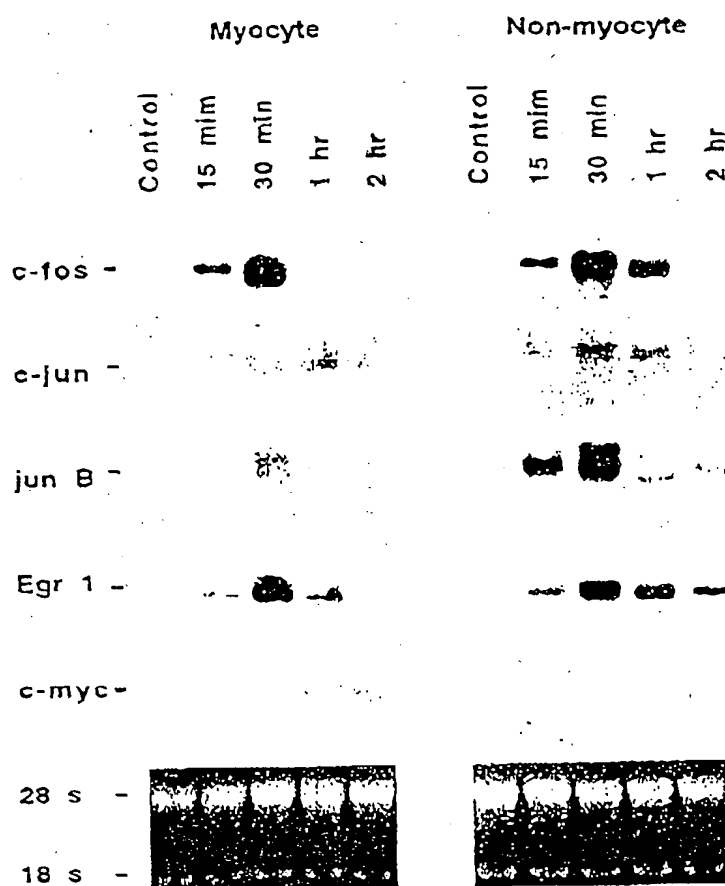 Myocyte
Non-myocyte
Control
15 mim
30 min
1 hr
2 hr
Control
15 mim
30 min
1 hr
2 hr
c-fos -
c-jun -
jun B -
Egr 1 -
c-myc -
28 s -
18 s -